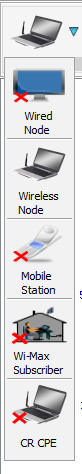 Wired
Node
Wireless
Node
Mobile
Station
Wi-Max
Subscriber
CR CPE